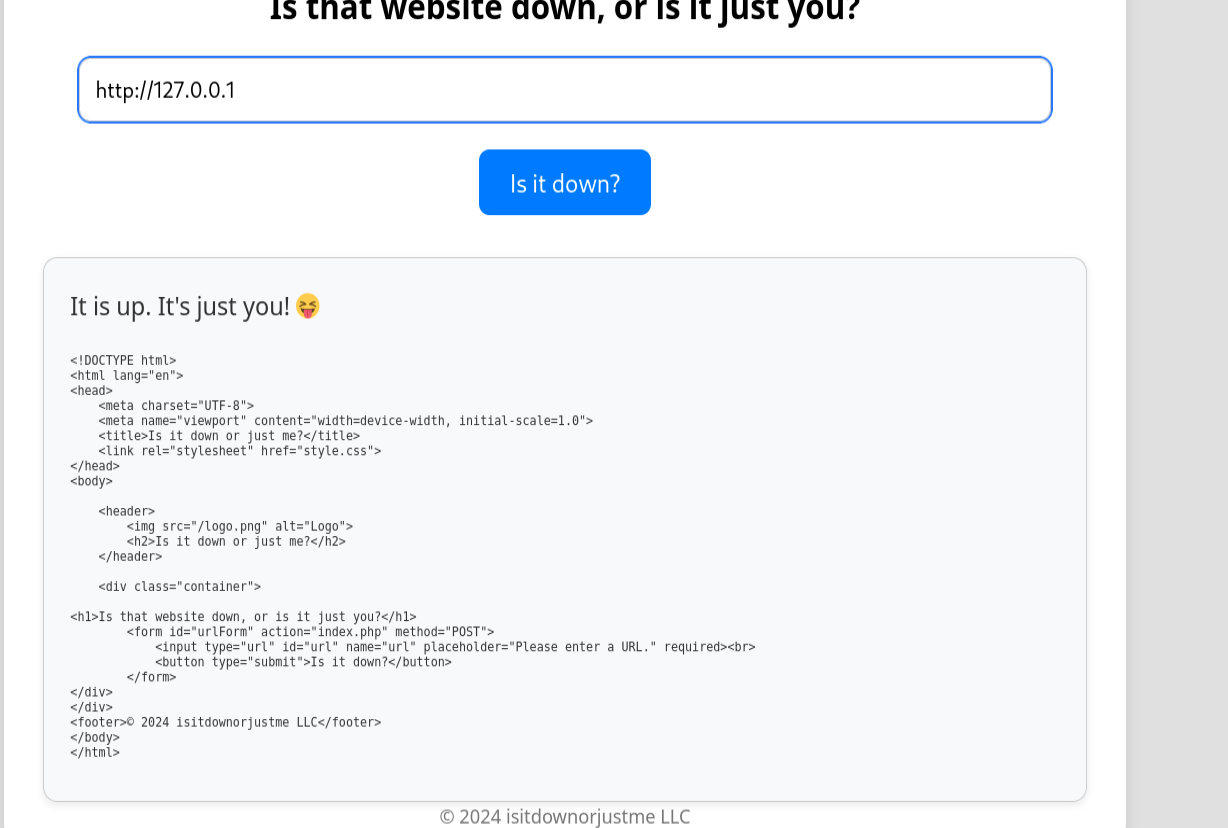 Is that website down, or is it just you?
http://127.0.0.1
Is it down?
It is up. It's just you! 😝
<!DOCTYPE html>
<html lang="en">
<head>
    <meta charset="UTF-8">
    <meta name="viewport" content="width=device-width, initial-scale=1.0">
    <title>Is it down or just me?</title>
    <link rel="stylesheet" href="style.css">
</head>
<body>

    <header>
        <img src="/logo.png" alt="Logo">
        <h2>Is it down or just me?</h2>
    </header>

    <div class="container">

<h1>Is that website down, or is it just you?</h1>
        <form id="urlForm" action="index.php" method="POST">
            <input type="url" id="url" name="url" placeholder="Please enter a URL." required><br>
            <button type="submit">Is it down?</button>
        </form>
</div>
</div>
<footer>© 2024 isitdownorjustme LLC</footer>
</body>
</html>
© 2024 isitdownorjustme LLC